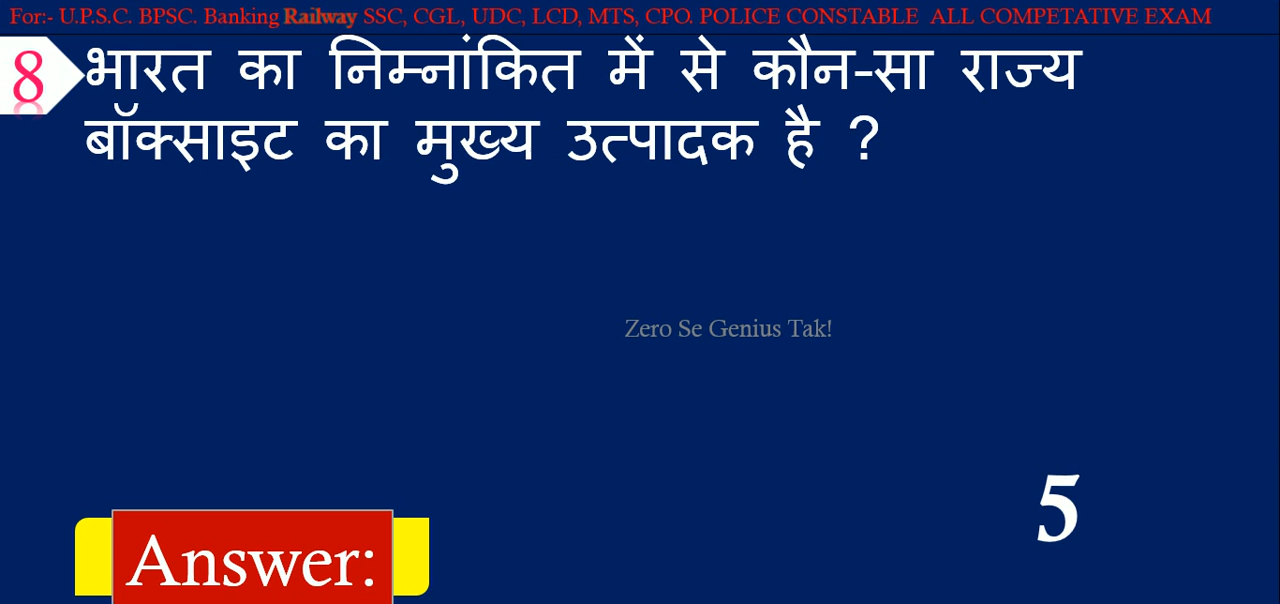 For:- U.P.S.C. BPSC. Banking Railway SSC, CGL, UDC, LCD, MTS, CPO. POLICE CONSTABLE ALL COMPETATIVE EXAM
8
भारत का निम्नांकित में से कौन-सा राज्य
बॉक्साइट का मुख्य उत्पादक है ?
Zero Se Genius Tak!
5
Answer: